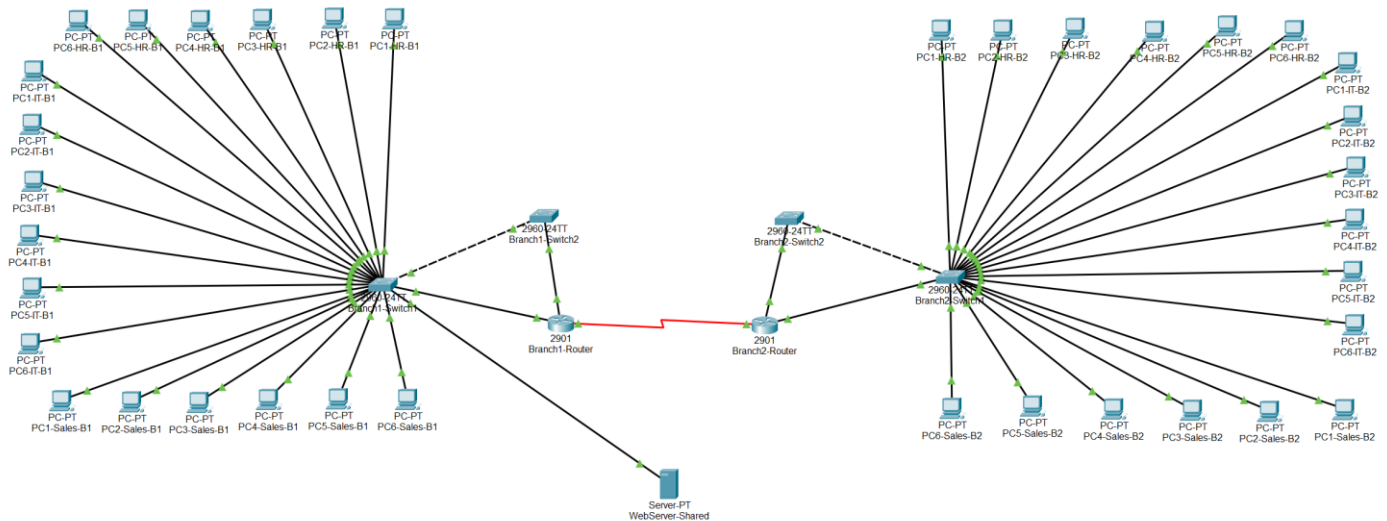 PC-PT
PC6-HR-B1
PC-PT
PC5-HR-B1
PC-PT
PC4-HR-B1
PC-PT
PC3-HR-B1
PC-PT
PC2-HR-B1
PC-PT
PC1-HR-B1
PC-PT
PC1-HR-B2
PC-PT
PC2-HR-B2
PC-PT
PC3-HR-B2
PC-PT
PC4-HR-B2
PC-PT
PC5-HR-B2
PC-PT
PC6-HR-B2
PC-PT
PC1-IT-B1
PC-PT
PC2-IT-B1
PC-PT
PC3-IT-B1
PC-PT
PC4-IT-B1
PC-PT
PC5-IT-B1
PC-PT
PC6-IT-B1
PC-PT
PC1-IT-B2
PC-PT
PC2-IT-B2
PC-PT
PC3-IT-B2
PC-PT
PC4-IT-B2
PC-PT
PC5-IT-B2
PC-PT
PC6-IT-B2
2960-24TT
Branch1-Switch2
2960-24TT
Branch2-Switch2
2960-24TT
Branch1-Switch1
2960-24TT
Branch2-Switch1
2901
Branch1-Router
2901
Branch2-Router
PC-PT
PC1-Sales-B1
PC-PT
PC2-Sales-B1
PC-PT
PC3-Sales-B1
PC-PT
PC4-Sales-B1
PC-PT
PC5-Sales-B1
PC-PT
PC6-Sales-B1
PC-PT
PC6-Sales-B2
PC-PT
PC5-Sales-B2
PC-PT
PC4-Sales-B2
PC-PT
PC3-Sales-B2
PC-PT
PC2-Sales-B2
PC-PT
PC1-Sales-B2
Server-PT
WebServer-Shared